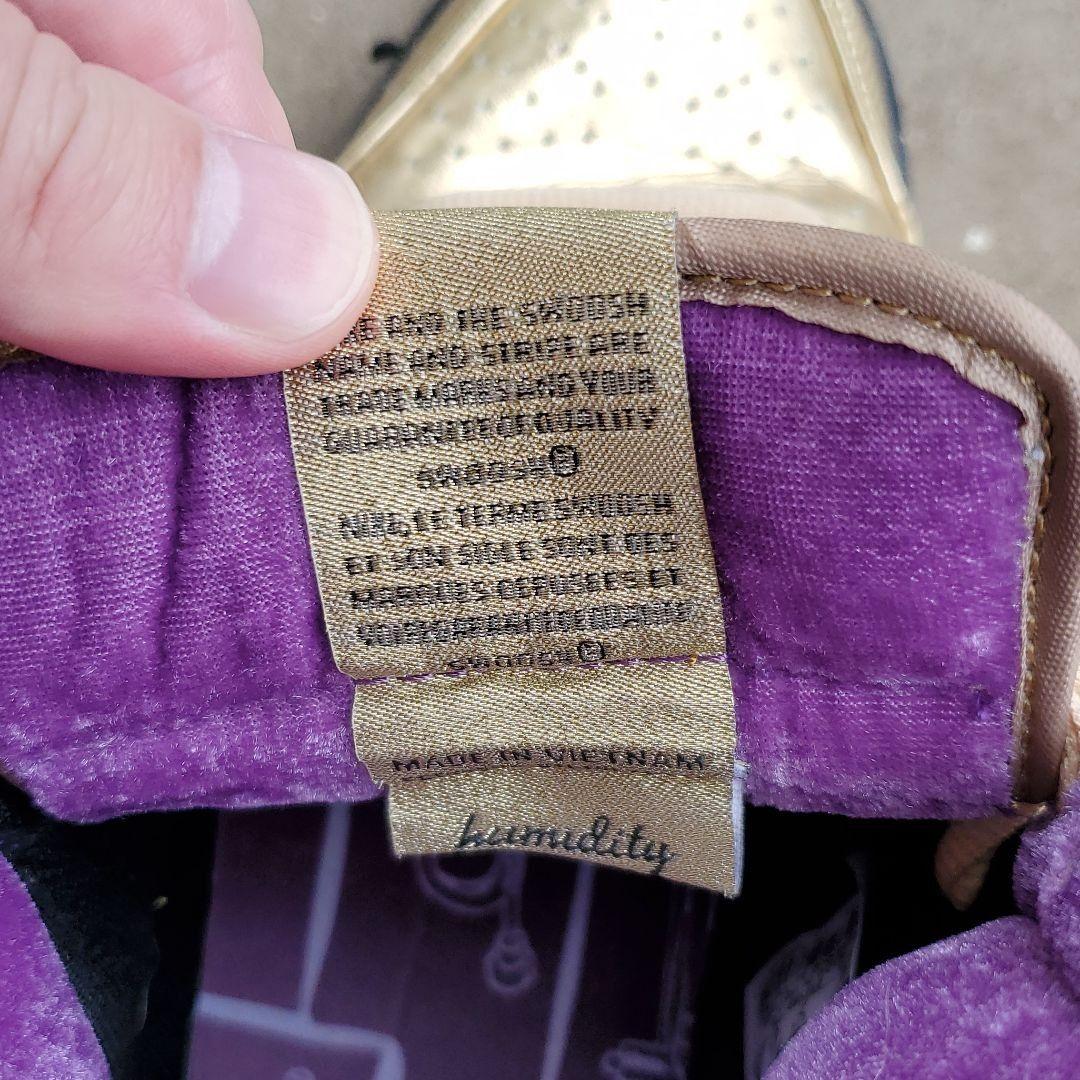 AND THE SWOOSH
NAME AND STRIPE ARE
TRADE MARKS AND YOUR
GUARANTEE OF QUALITY
SWOOSH®
LE TERME SWOOSH
ET SON SIGLE SONT DES
MARQUES DEPOSEES ET
SWOOSH®
MADE IN VIETNAM
humidity